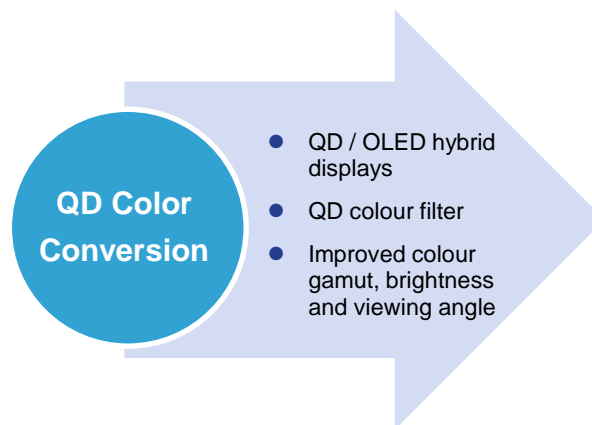 QD Color
Conversion
QD / OLED hybrid
displays
QD colour filter
Improved colour
gamut, brightness
and viewing angle